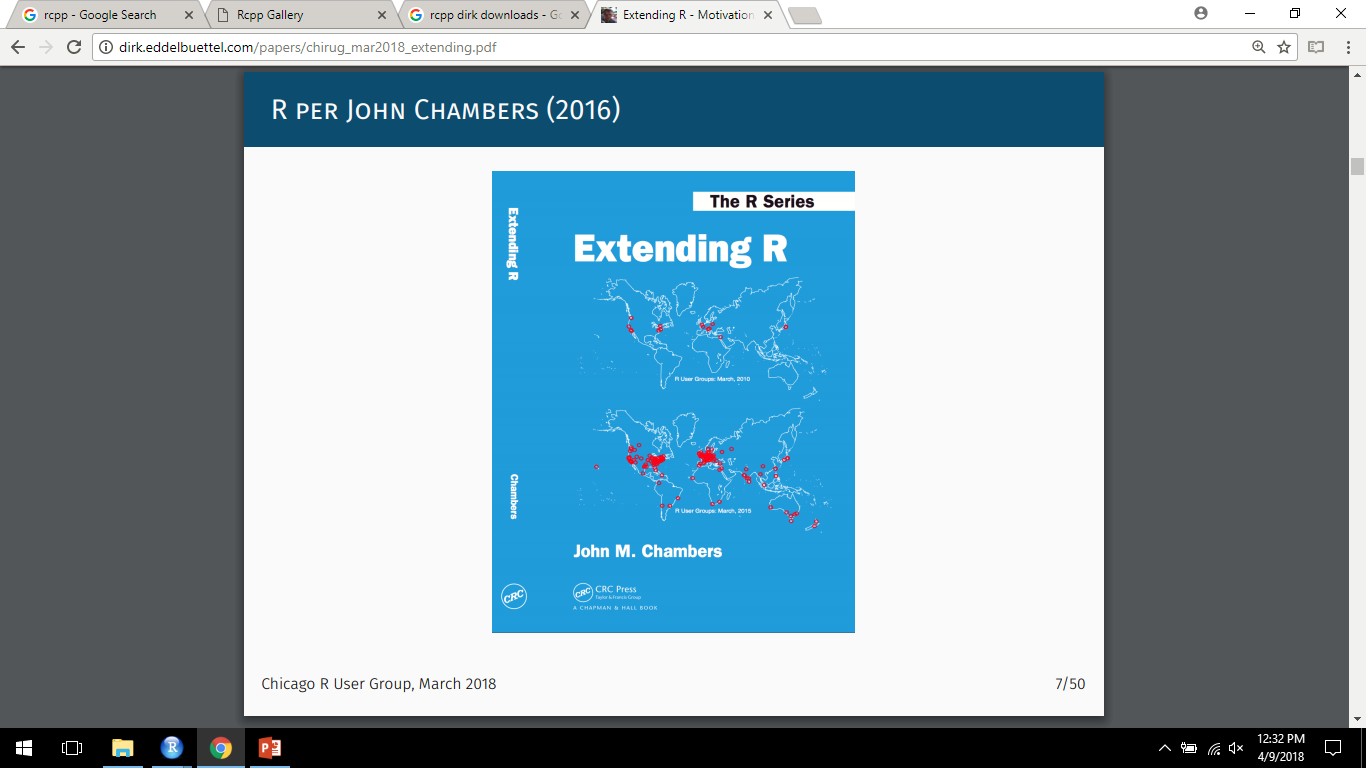 rcpp - Google Search
Rcpp Gallery
rcpp dirk downloads - Go
Extending R - Motivation
dirk.eddelbuettel.com/papers/chirug_mar2018_extending.pdf
R PER JOHN CHAMBERS (2016)
The R Series
Extending R
Extending R
R User Groups: March, 2010
R User Groups: March, 2015
Chambers
John M. Chambers
CRC
CRC
CRC Press
Taylor & Francis Group
A CHAPMAN & HALL BOOK
Chicago R User Group, March 2018
7/50
12:32 PM
4/9/2018